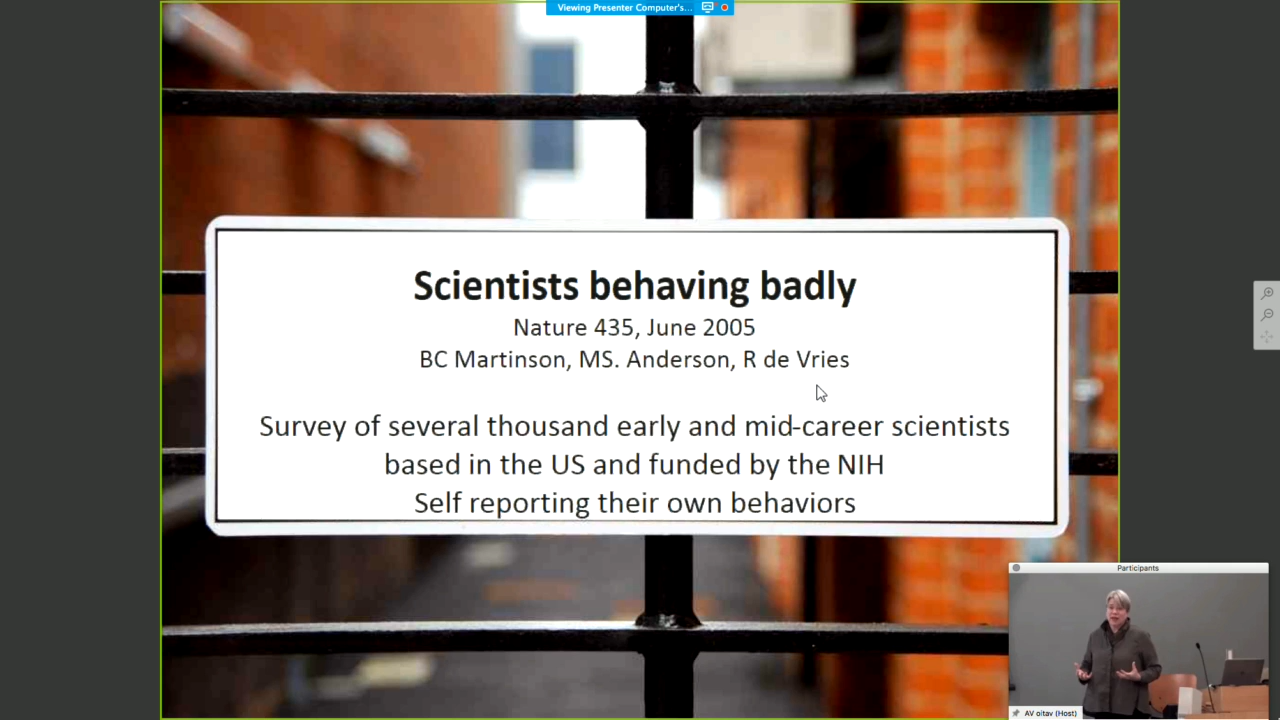 Viewing Presenter Computer's...
Scientists behaving badly
Nature 435, June 2005
BC Martinson, MS. Anderson, R de Vries
Survey of several thousand early and mid-career scientists
based in the US and funded by the NIH
Self reporting their own behaviors
Participants
AV oitav (Host)